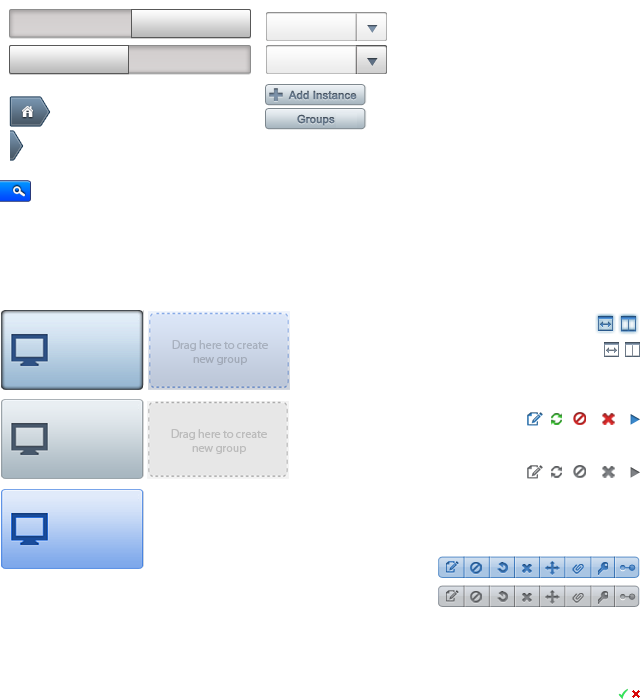 Add Instance
Groups
Drag here to create
new group
Drag here to create
new group